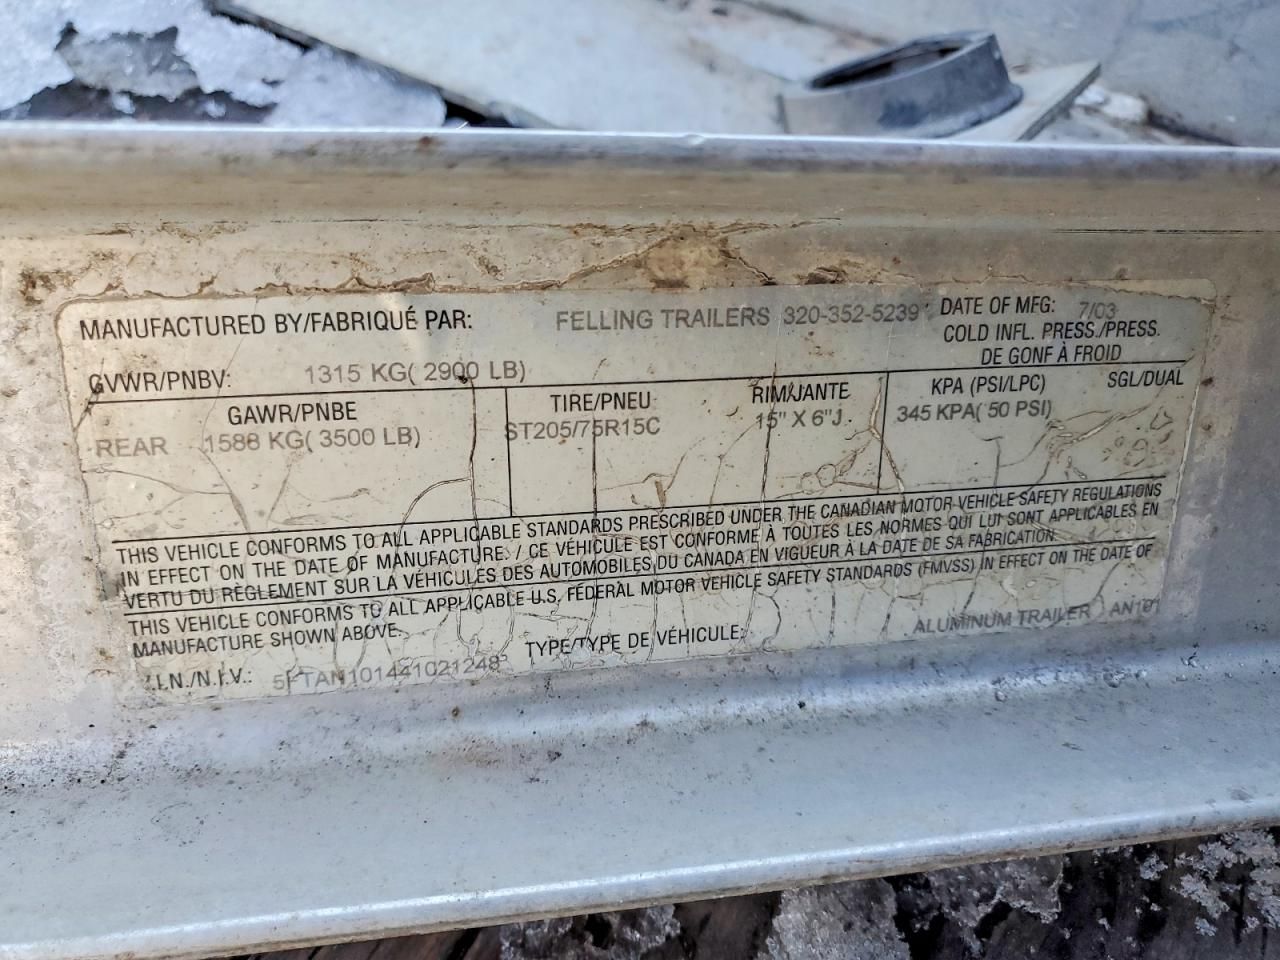 MANUFACTURED BY/FABRIQUÉ PAR: FELLING TRAILERS 320-352-5239 DATE OF MFG: 7/03
COLD INFL. PRESS./PRESS.
DE GONF À FROID
GVWR/PNBV: 1315 KG( 2900 LB)
GAWR/PNBE TIRE/PNEU RIM/JANTE KPA (PSI/LPC) SGL/DUAL
REAR 1588 KG( 3500 LB) ST205/75R15C 15" X 6"J 345 KPA( 50 PSI)
THIS VEHICLE CONFORMS TO ALL APPLICABLE STANDARDS PRESCRIBED UNDER THE CANADIAN MOTOR VEHICLE SAFETY REGULATIONS
IN EFFECT ON THE DATE OF MANUFACTURE. / CE VÉHICULE EST CONFORME À TOUTES LES NORMES QUI LUI SONT APPLICABLES EN
VERTU DU RÈGLEMENT SUR LA VÉHICULES DES AUTOMOBILES DU CANADA EN VIGUEUR À LA DATE DE SA FABRICATION
THIS VEHICLE CONFORMS TO ALL APPLICABLE U.S. FÉDERAL MOTOR VEHICLE SAFETY STANDARDS (FMVSS) IN EFFECT ON THE DATE OF
MANUFACTURE SHOWN ABOVE.
V.I.N./N.I.V.: 5FTAN101441021248 TYPE/TYPE DE VÉHICULE: ALUMINUM TRAILER AN101